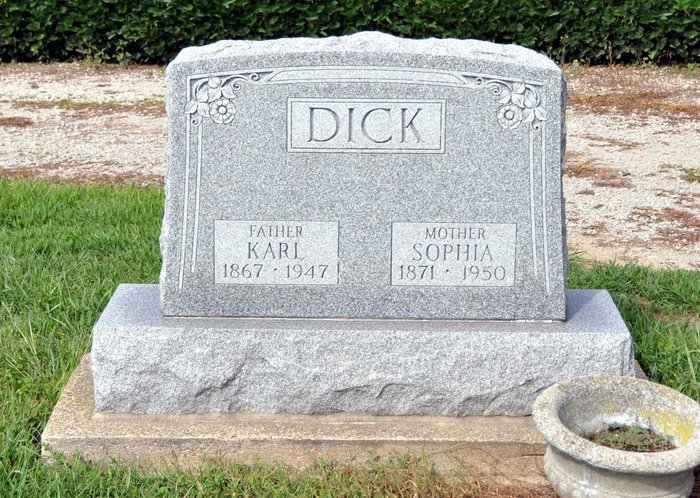 DICK
FATHER
KARL
1867 · 1947
MOTHER
SOPHIA
1871 · 1950